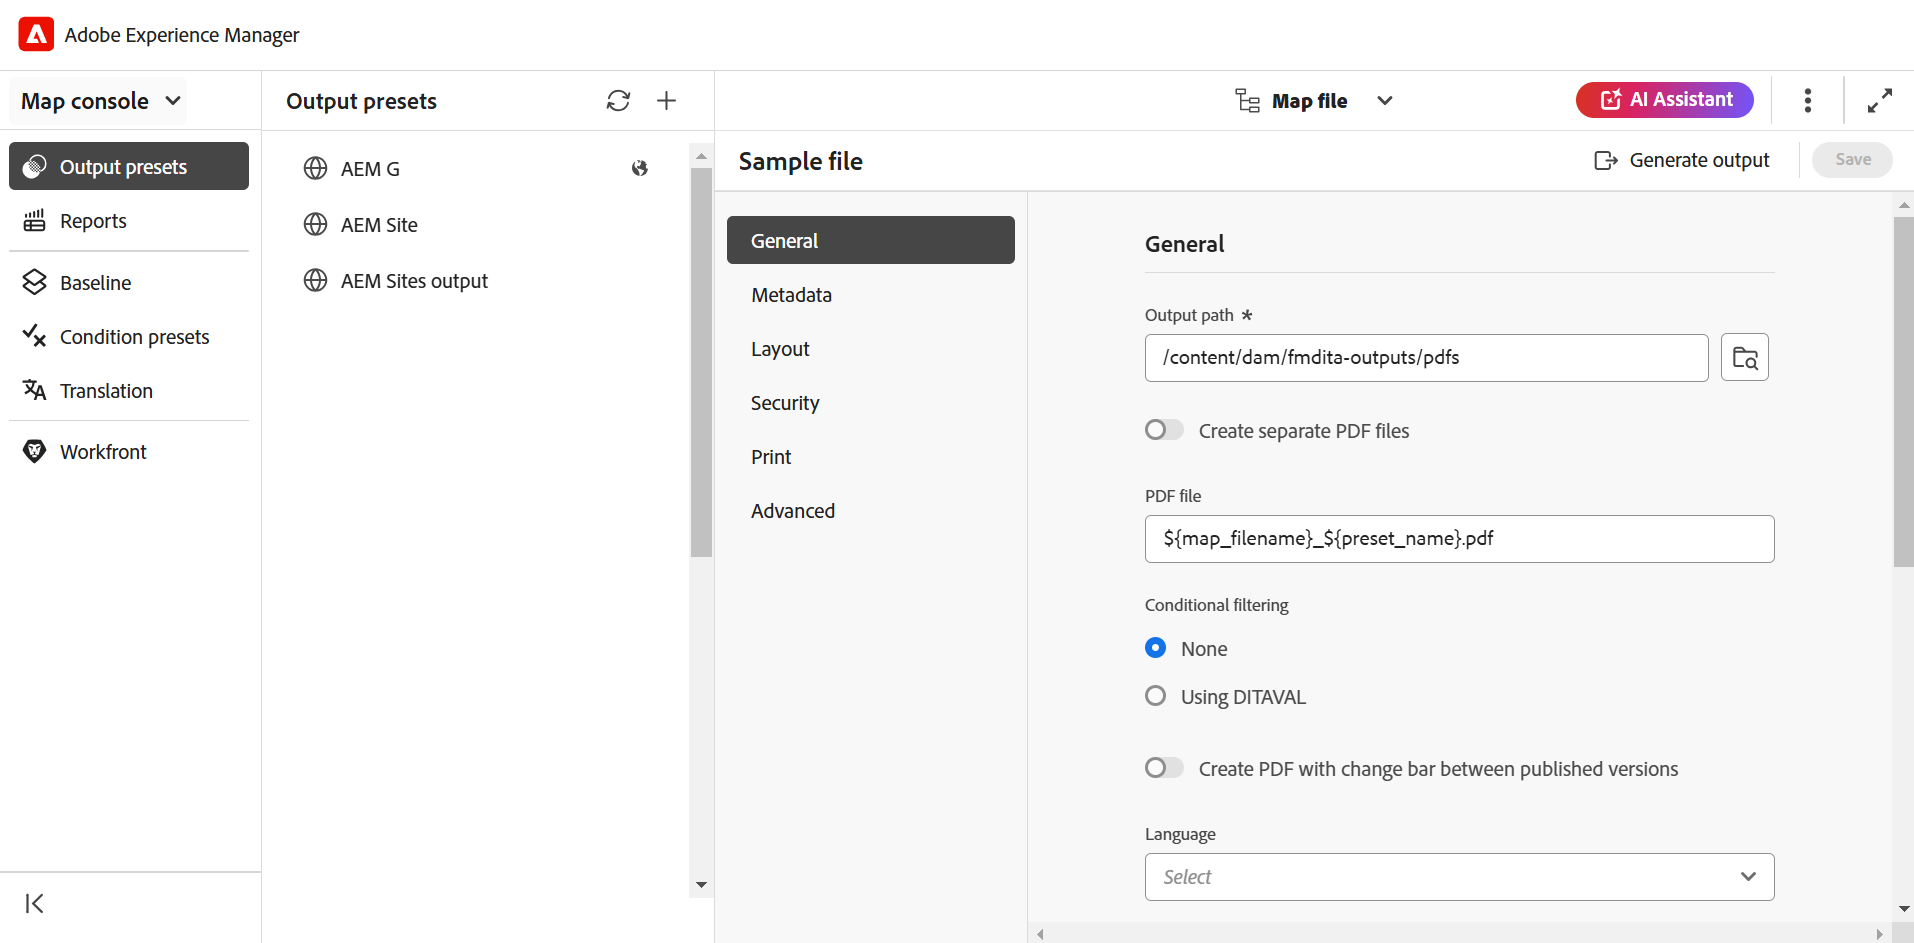 Adobe Experience Manager
Map console
Output presets
Reports
Baseline
Condition presets
Translation
Workfront
Output presets
AEM G
AEM Site
AEM Sites output
Map file
AI Assistant
Sample file
Generate output
Save
General
Metadata
Layout
Security
Print
Advanced
General
Output path *
/content/dam/fmdita-outputs/pdfs
Create separate PDF files
PDF file
${map_filename}_${preset_name}.pdf
Conditional filtering
None
Using DITAVAL
Create PDF with change bar between published versions
Language
Select